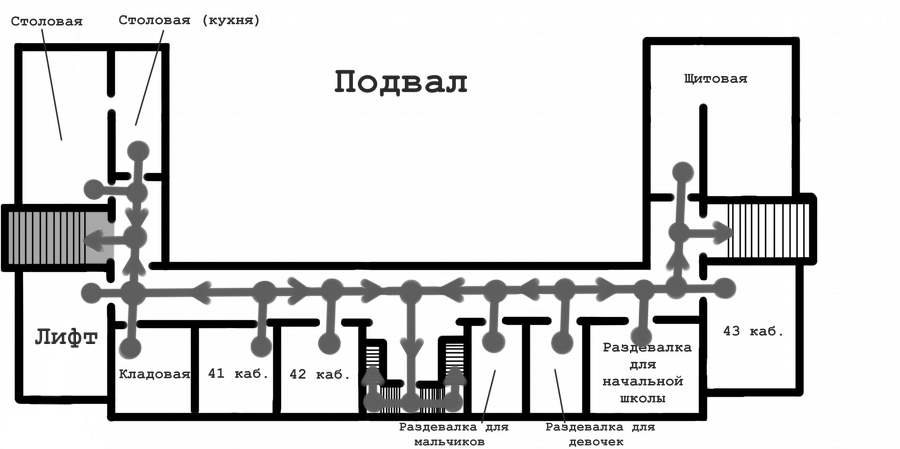 Столовая
Столовая (кухня)
Подвал
Щитовая
Лифт
Кладовая
41 каб.
42 каб.
Раздевалка
для
начальной
школы
43 каб.
Раздевалка для
мальчиков
Раздевалка для
девочек